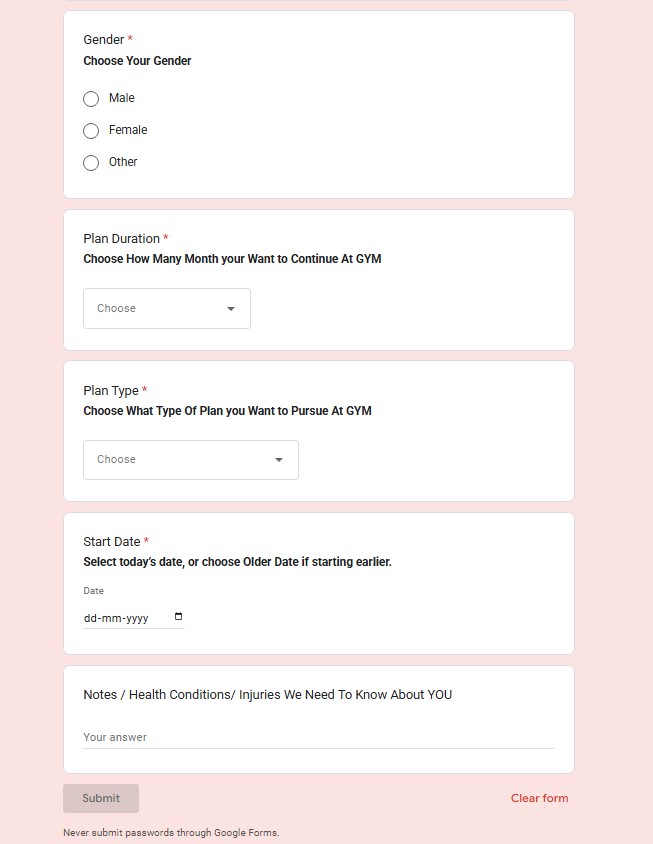 Gender *
Choose Your Gender
Male
Female
Other
Plan Duration *
Choose How Many Month your Want to Continue At GYM
Choose
Plan Type *
Choose What Type Of Plan you Want to Pursue At GYM
Choose
Start Date *
Select today's date, or choose Older Date if starting earlier.
Date
dd-mm-yyyy
Notes / Health Conditions/ Injuries We Need To Know About YOU
Your answer
Submit
Clear form
Never submit passwords through Google Forms.